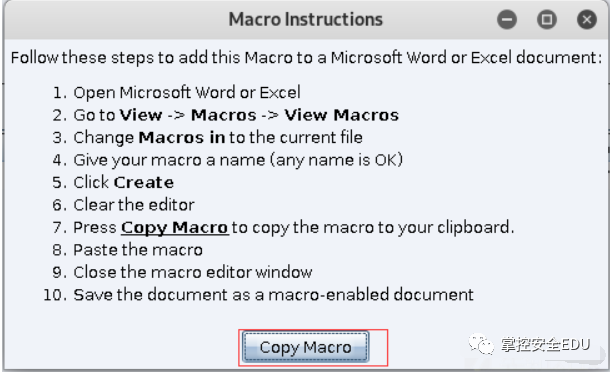 Macro Instructions
Follow these steps to add this Macro to a Microsoft Word or Excel document:
1. Open Microsoft Word or Excel
2. Go to View -> Macros -> View Macros
3. Change Macros in to the current file
4. Give your macro a name (any name is OK)
5. Click Create
6. Clear the editor
7. Press Copy Macro to copy the macro to your clipboard.
8. Paste the macro
9. Close the macro editor window
10. Save the document as a macro-enabled document
Copy Macro
掌控安全EDU